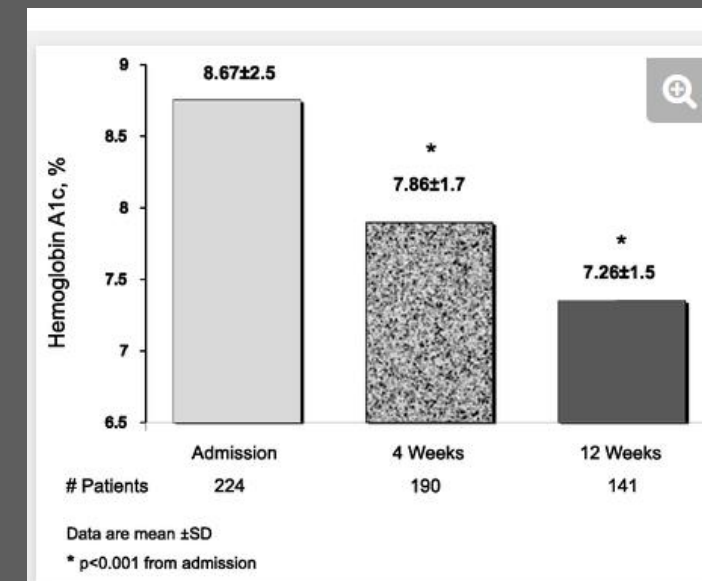 Hemoglobin A1c, %
9
8.5
8
7.5
7
6.5
8.67±2.5
*
7.86±1.7
*
7.26±1.5
Admission 4 Weeks 12 Weeks
# Patients 224 190 141
Data are mean ±SD
* p<0.001 from admission